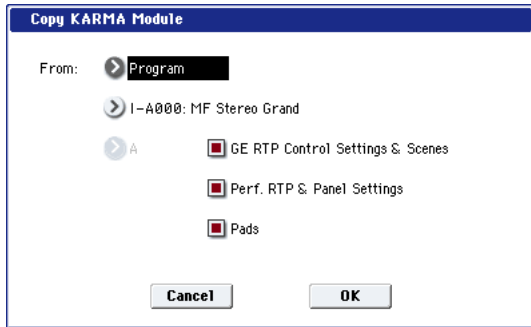 Copy KARMA Module
From: Program
I-A000: MF Stereo Grand
A GE RTP Control Settings & Scenes
Perf. RTP & Panel Settings
Pads
Cancel OK